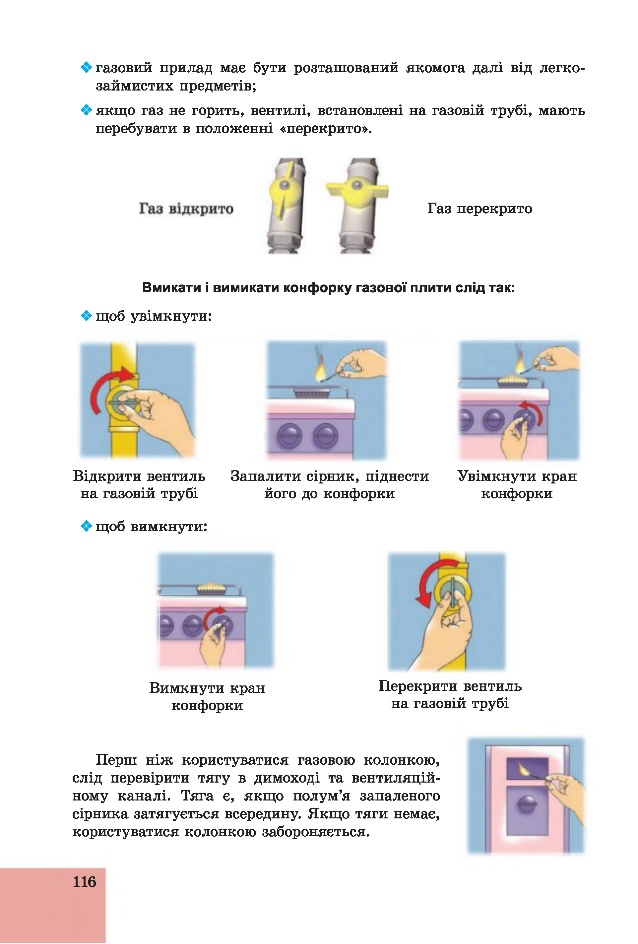 ❖ газовий прилад має бути розташований якомога далі від легко-
займистих предметів;
❖ якщо газ не горить, вентилі, встановлені на газовій трубі, мають
перебувати в положенні «перекрито».
Газ відкрито
Газ перекрито
Вмикати і вимикати конфорку газової плити слід так:
❖ щоб увімкнути:
Відкрити вентиль
на газовій трубі
Запалити сірник, піднести
його до конфорки
Увімкнути кран
конфорки
❖ щоб вимкнути:
Вимкнути кран
конфорки
Перекрити вентиль
на газовій трубі
Перш ніж користуватися газовою колонкою,
слід перевірити тягу в димоході та вентиляцій-
ному каналі. Тяга є, якщо полум’я запаленого
сірника затягується всередину. Якщо тяги немає,
користуватися колонкою забороняється.
116